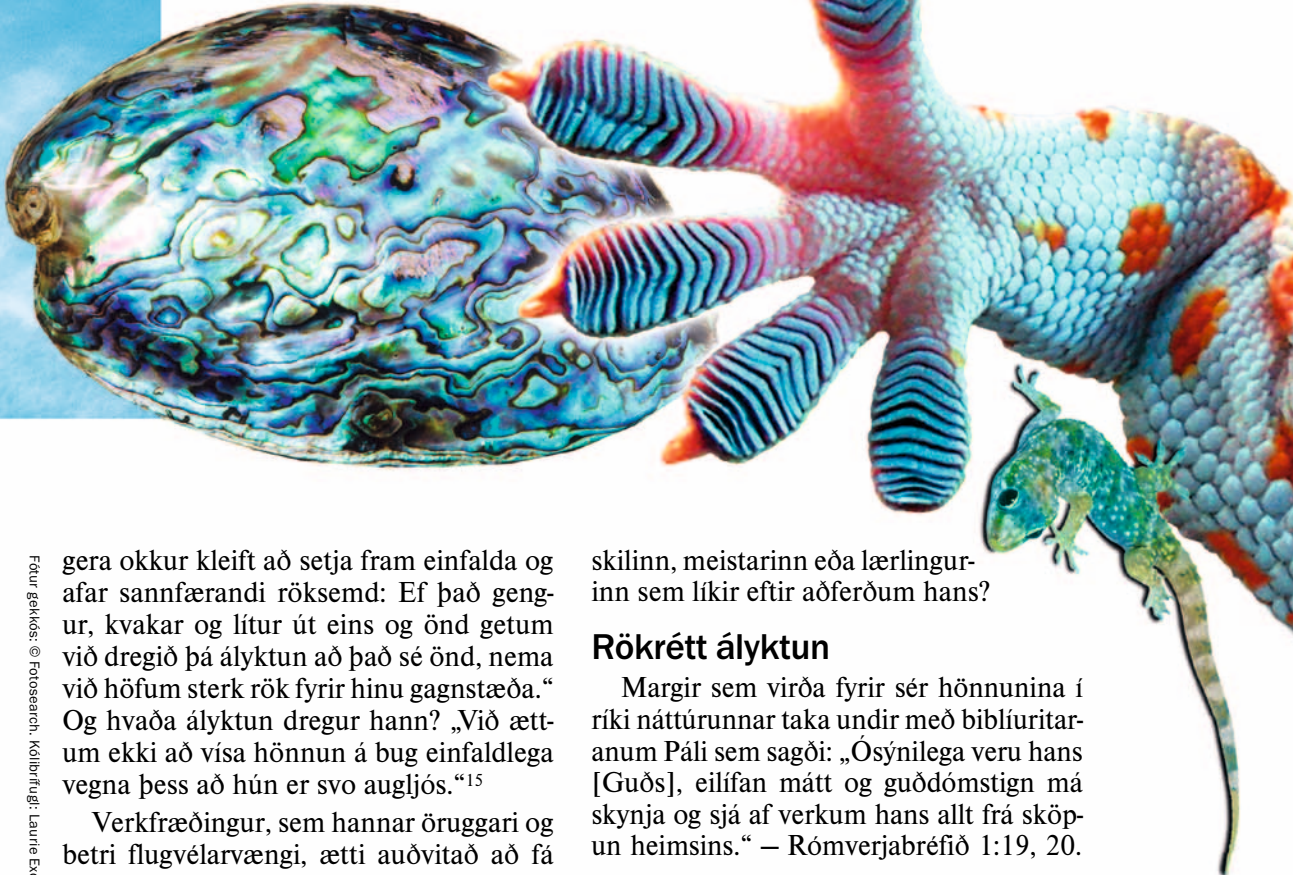 gera okkur kleift að setja fram einfalda og
afar sannfærandi röksemd: Ef það geng-
ur, kvakar og lítur út eins og önd getum
við dregið þá ályktun að það sé önd, nema
við höfum sterk rök fyrir hinu gagnstæða.“
Og hvaða ályktun dregur hann? „Við ætt-
um ekki að vísa hönnun á bug einfaldlega
vegna þess að hún er svo augljós.“15
Verkfræðingur, sem hannar öruggari og
betri flugvélarvængi, ætti auðvitað að fá
skilinn, meistarinn eða lærlingur-
inn sem líkir eftir aðferðum hans?
Rökrétt ályktun
Margir sem virða fyrir sér hönnunina í
ríki náttúrunnar taka undir með biblíuritar-
anum Páli sem sagði: „Ósýnilega veru hans
[Guðs], eilífan mátt og guðdómstign má
skynja og sjá af verkum hans allt frá sköp-
un heimsins.“ — Rómverjabréfið 1:19, 20.
Fótur gekkós: © Fotosearch. Kólibrífugl: Laurie